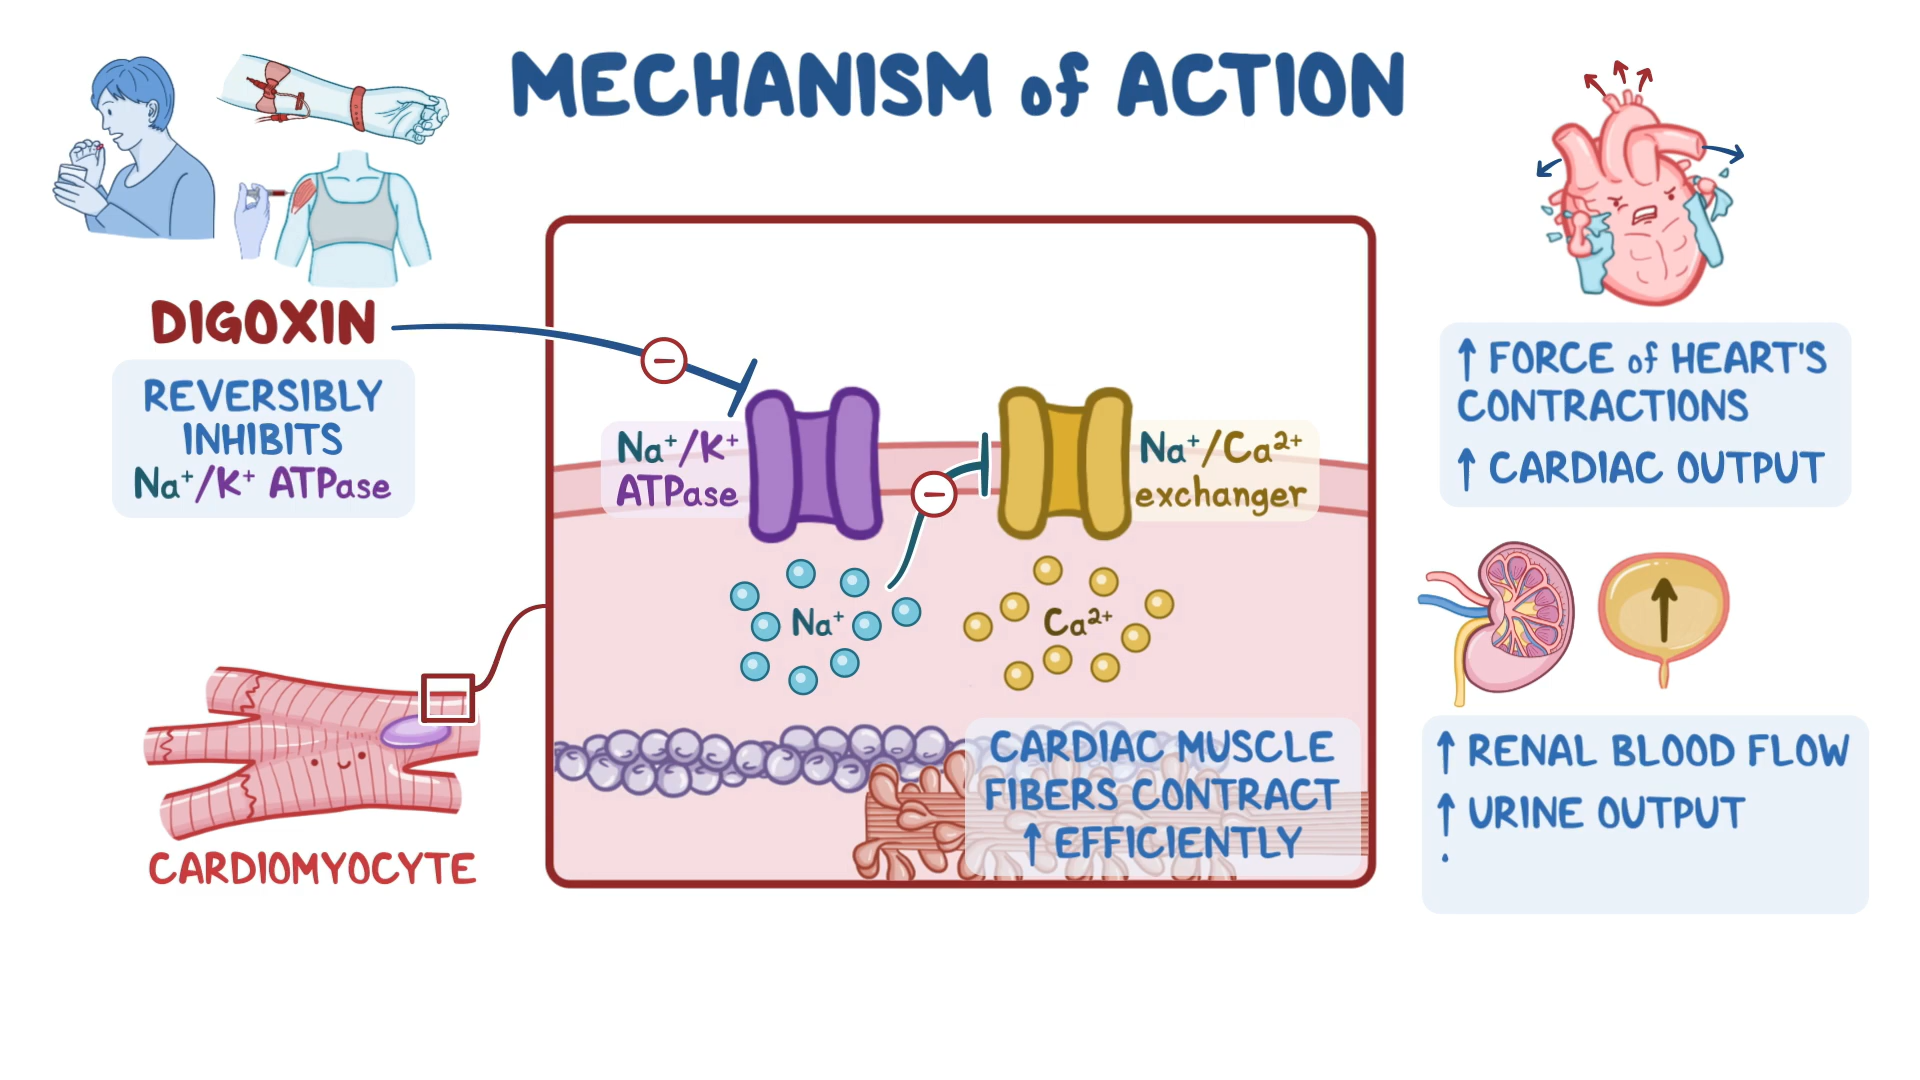 MECHANISM of ACTION
DIGOXIN
REVERSIBLY
INHIBITS
Na⁺/K⁺ ATPase
CARDIOMYOCYTE
Na⁺/K⁺
ATPase
Na⁺/Ca²⁺
exchanger
Na⁺
Ca²⁺
CARDIAC MUSCLE
FIBERS CONTRACT
↑ EFFICIENTLY
↑ FORCE of HEART'S
CONTRACTIONS
↑ CARDIAC OUTPUT
↑ RENAL BLOOD FLOW
↑ URINE OUTPUT